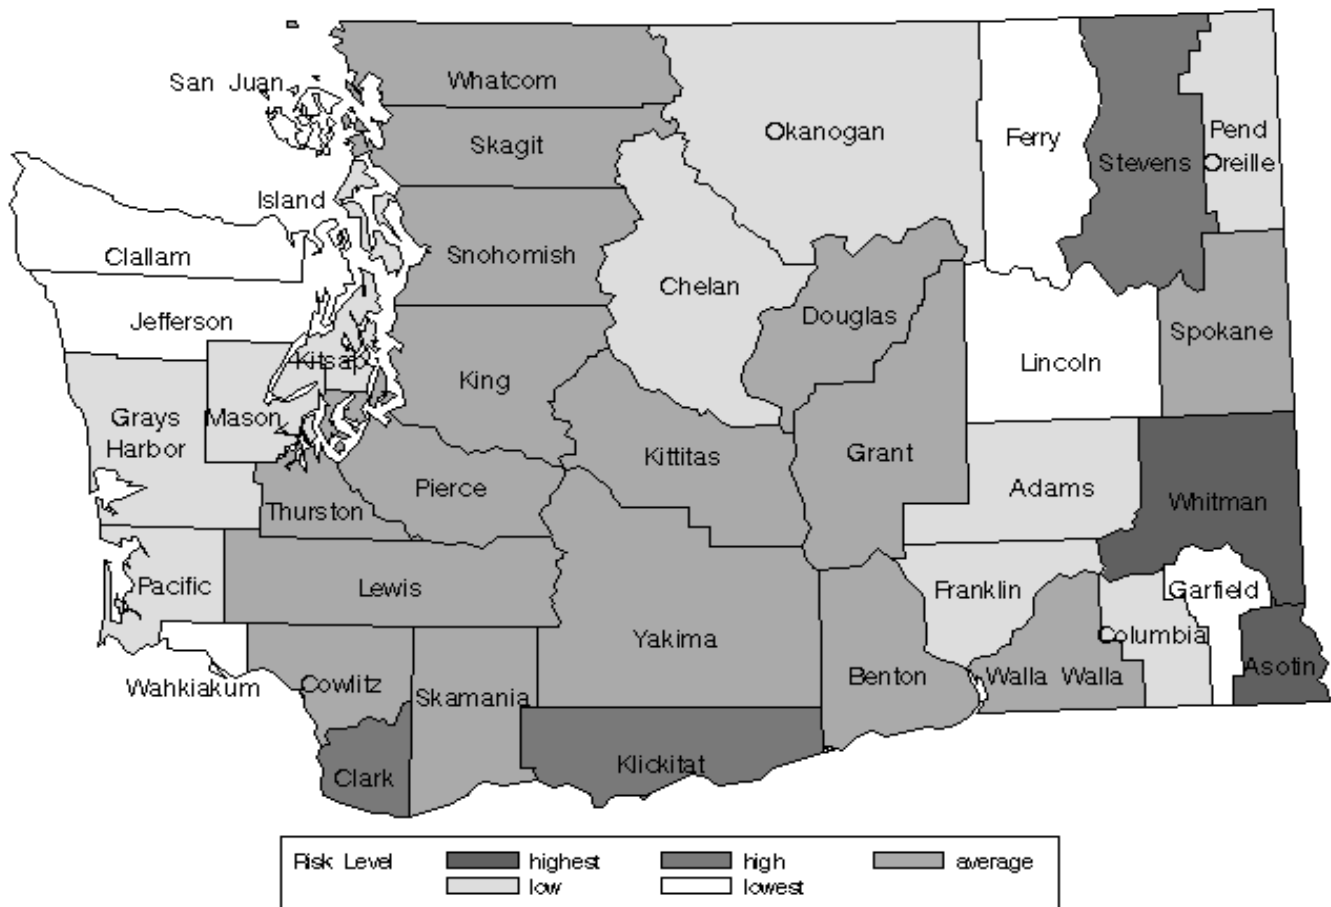 San Juan
Whatcom
Skagit
Okanogan
Ferry
Stevens
Pend
Oreille
Island
Clallam
Snohomish
Chelan
Jefferson
Douglas
Spokane
Kitsap
King
Lincoln
Grays
Harbor
Mason
Kittitas
Grant
Pierce
Adams
Thurston
Whitman
Pacific
Lewis
Franklin
Garfield
Yakima
Columbia
Wahkiakum
Cowlitz
Skamania
Benton
Walla Walla
Asotin
Clark
Klickitat
Risk Level highest high average
low lowest